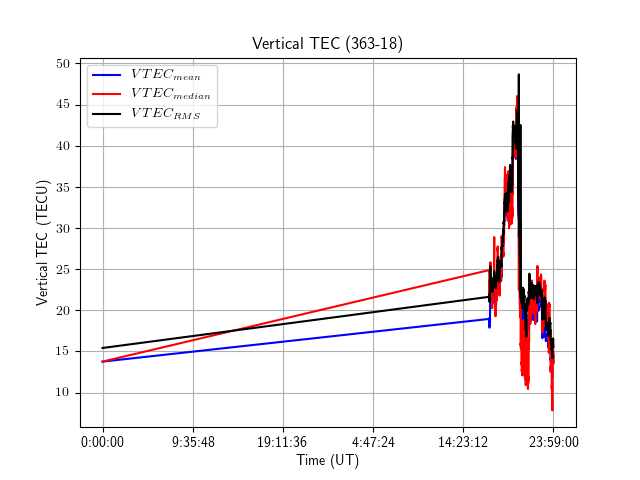 Vertical TEC (363-18)
VTEC_mean
VTEC_median
VTEC_RMS
Vertical TEC (TECU)
50
45
40
35
30
25
20
15
10
0:00:00 9:35:48 19:11:36 4:47:24 14:23:12 23:59:00
Time (UT)